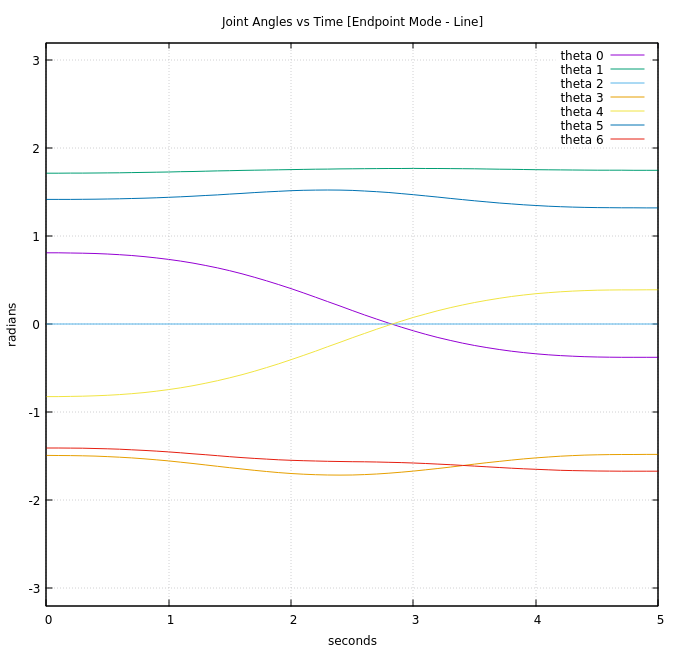 Joint Angles vs Time [Endpoint Mode - Line]
theta 0
theta 1
theta 2
theta 3
theta 4
theta 5
theta 6
3
2
1
0
-1
-2
-3
radians
0 1 2 3 4 5
seconds